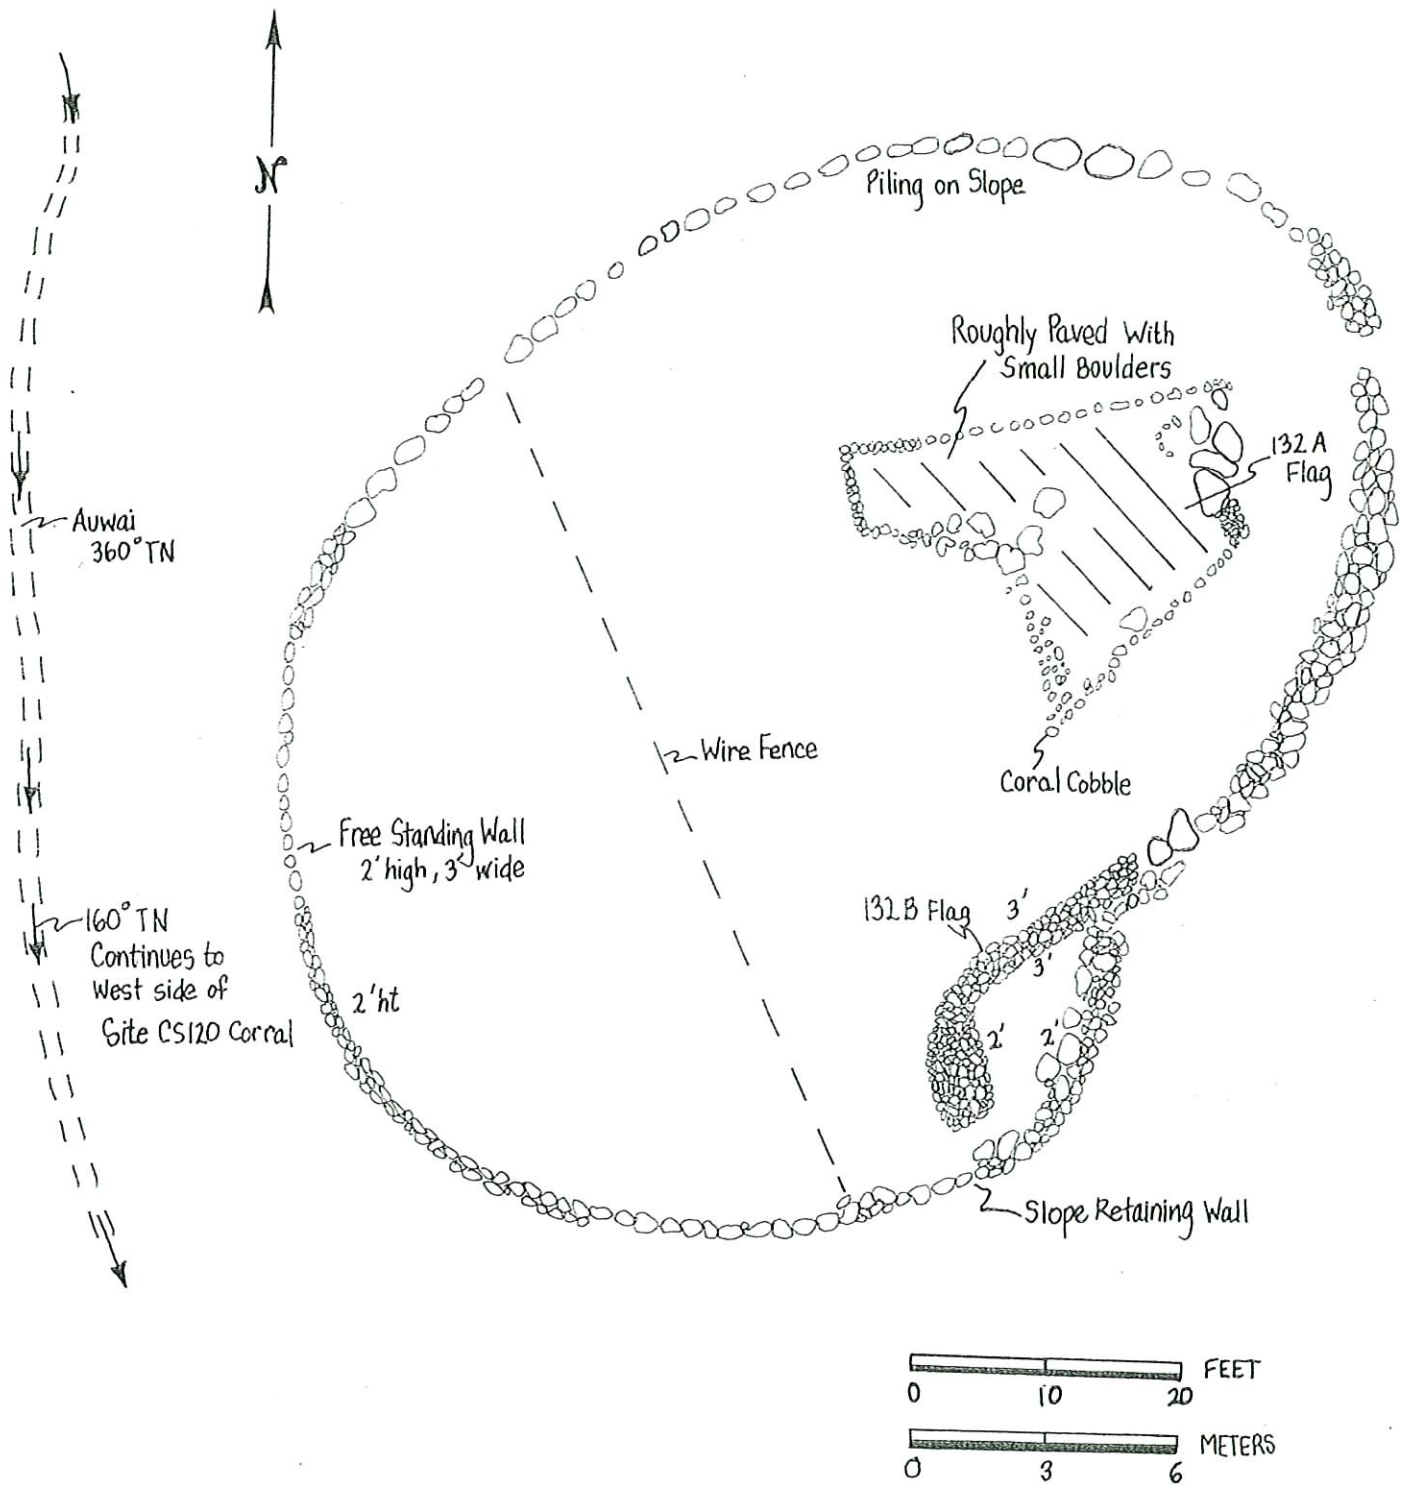 N
Piling on Slope
Roughly Paved With
Small Boulders
132A
Flag
Auwai
360° TN
Wire Fence
Coral Cobble
Free Standing Wall
2' high, 3' wide
132B Flag
3'
3'
160° TN
Continues to
West side of
Site CS120 Corral
2' ht
2'
2'
Slope Retaining Wall
FEET
0 10 20
METERS
0 3 6